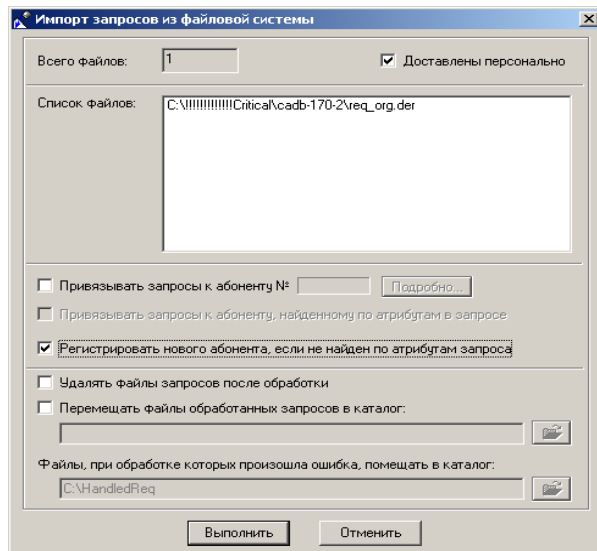 Импорт запросов из файловой системы
Всего файлов: 1 Доставлены персонально
Список файлов: C:\!!!!!!!!!!!!!Critical\cadb-170-2\req_org.der
Привязывать запросы к абоненту № Подробно...
Привязывать запросы к абоненту, найденному по атрибутам в запросе
Регистрировать нового абонента, если не найден по атрибутам запроса
Удалять файлы запросов после обработки
Перемещать файлы обработанных запросов в каталог:
Файлы, при обработке которых произошла ошибка, помещать в каталог:
C:\HandledReq
Выполнить Отменить